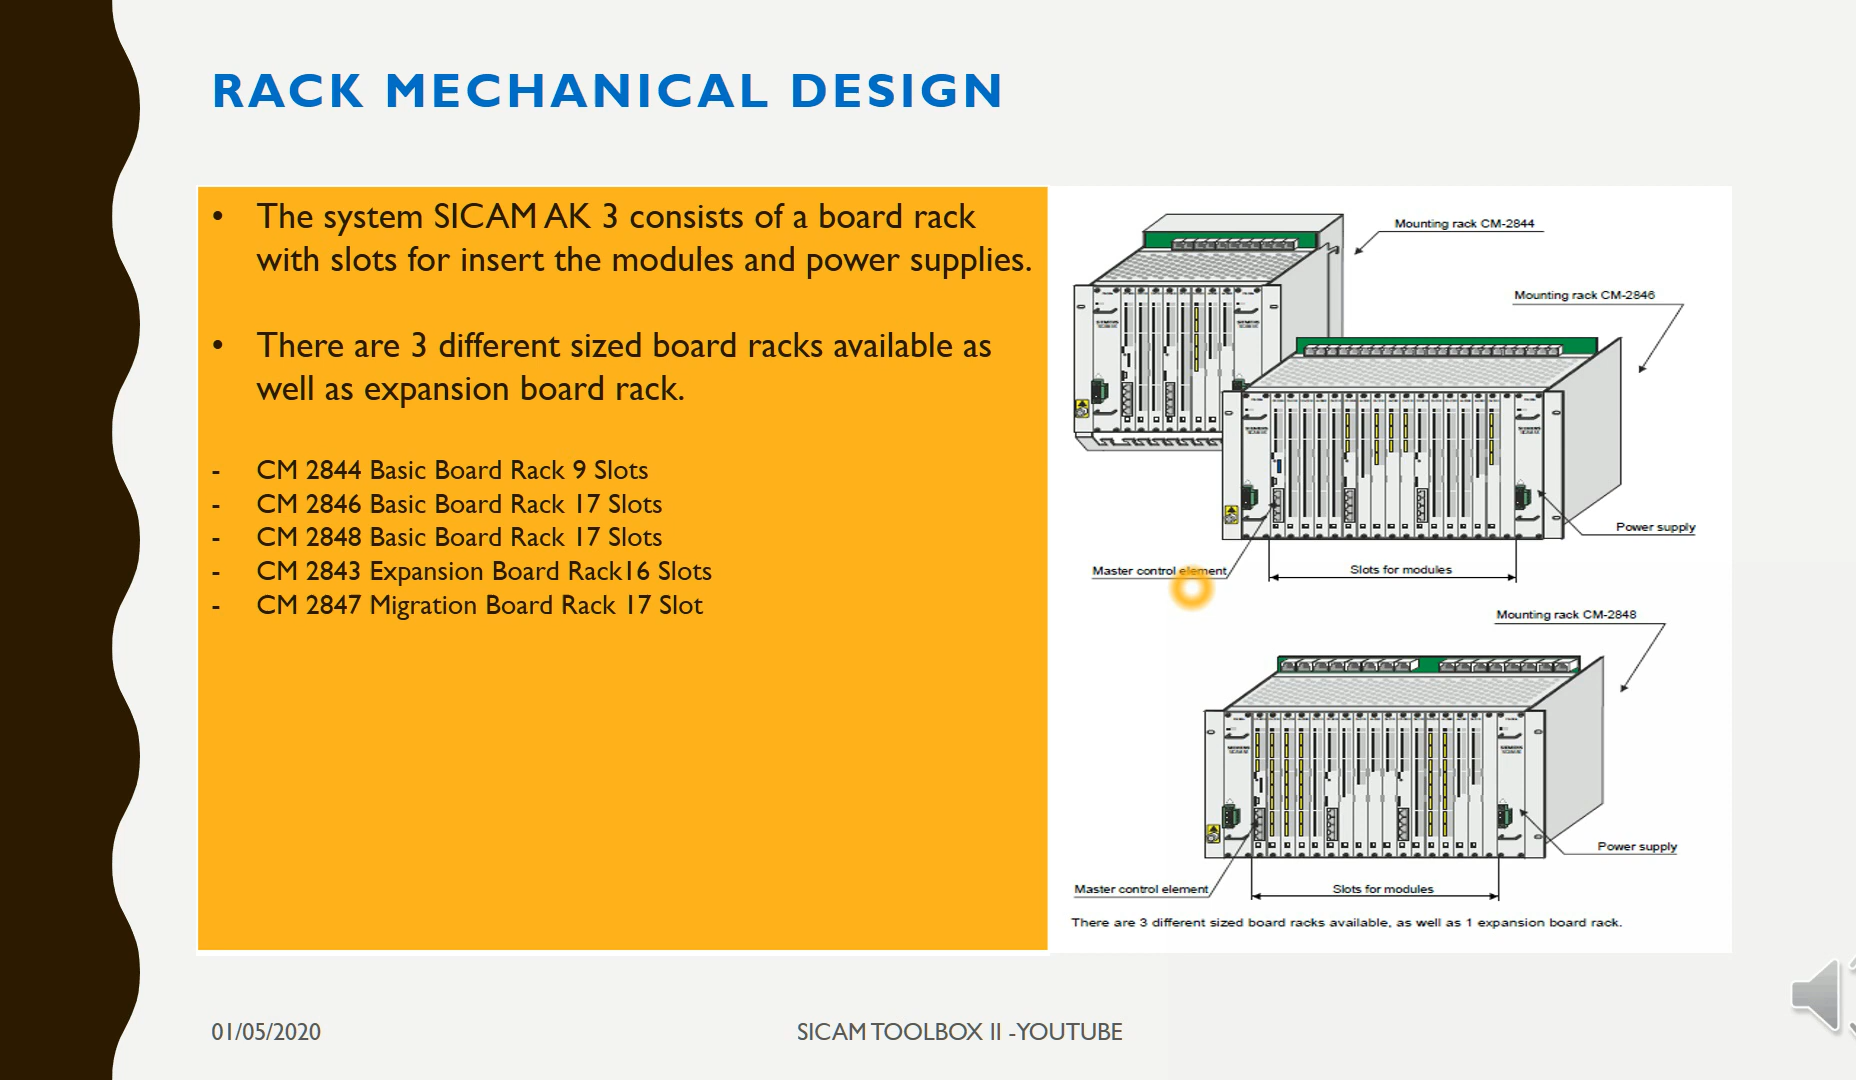 RACK MECHANICAL DESIGN
• The system SICAM AK 3 consists of a board rack
with slots for insert the modules and power supplies.
• There are 3 different sized board racks available as
well as expansion board rack.
- CM 2844 Basic Board Rack 9 Slots
- CM 2846 Basic Board Rack 17 Slots
- CM 2848 Basic Board Rack 17 Slots
- CM 2843 Expansion Board Rack16 Slots
- CM 2847 Migration Board Rack 17 Slot
Mounting rack CM-2844
Mounting rack CM-2846
Power supply
Master control element
Slots for modules
Mounting rack CM-2848
Power supply
Master control element
Slots for modules
There are 3 different sized board racks available, as well as 1 expansion board rack.
01/05/2020
SICAM TOOLBOX II -YOUTUBE